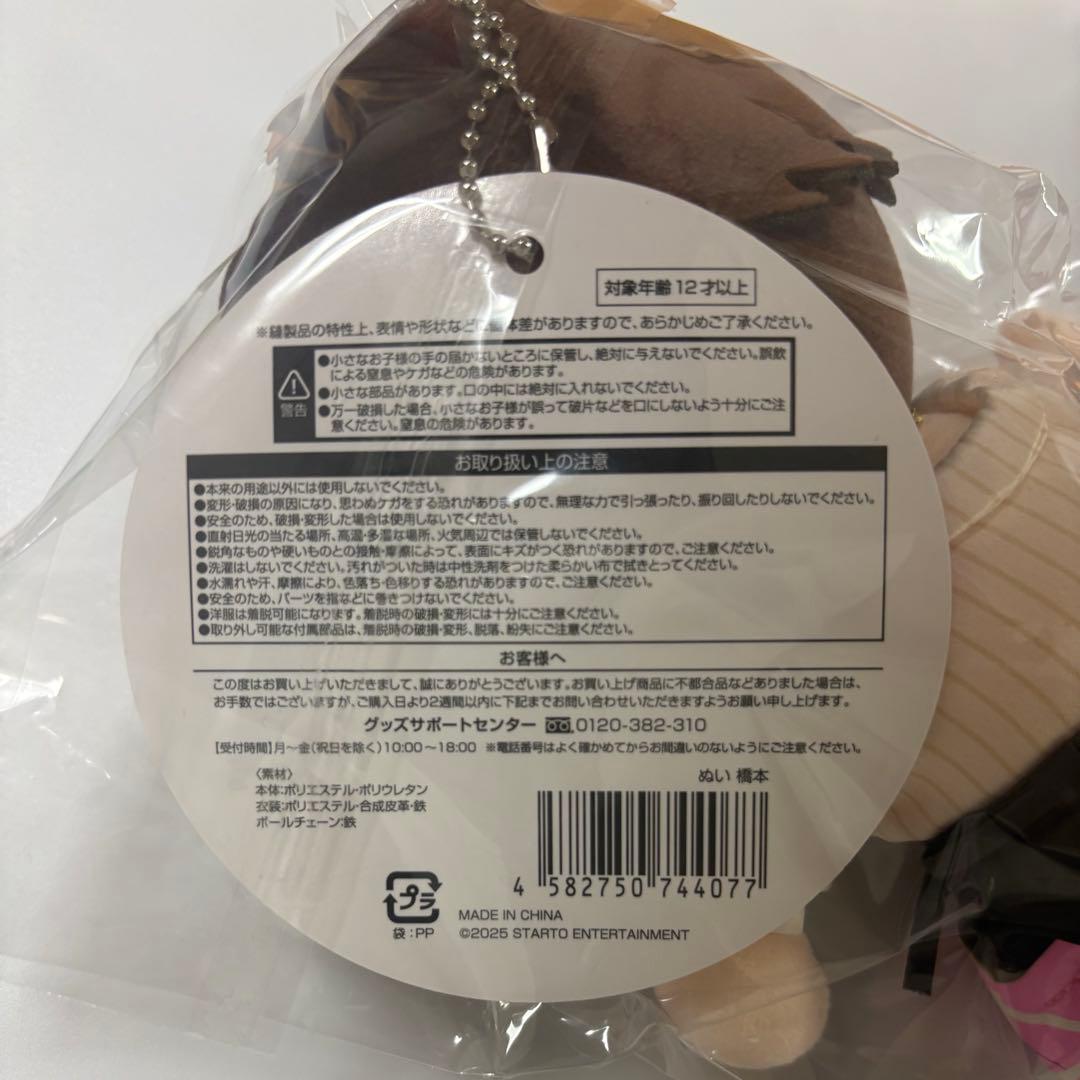 対象年齢12才以上
※縫製品の特性上、表情や形状など 体差がありますので、あらかじめご了承ください。
警告
●小さなお子様の手の届かないところに保管し、絶対に与えないでください。誤飲
による窒息やケガなどの危険があります。
●小さな部品があります。口の中には絶対に入れないでください。
●万一破損した場合、小さなお子様が誤って破片などを口にしないよう十分にご注
意ください。窒息の危険があります。
お取り扱い上の注意
●本来の用途以外には使用しないでください。
●変形・破損の原因になり、思わぬケガをする恐れがありますので、無理な力で引っ張ったり、振り回したりしないでください。
●安全のため、破損・変形した場合は使用しないでください。
●直射日光の当たる場所、高温・多湿な場所、火気周辺では保管しないでください。
●鋭角なものや硬いものとの接触・摩擦によって、表面にキズがつく恐れがありますので、ご注意ください。
●洗濯はしないでください。汚れがついた時は中性洗剤をつけた柔らかい布で拭きとってください。
●水濡れや汗、摩擦により、色落ち・色移りする恐れがありますので、ご注意ください。
●安全のため、パーツを指などに巻きつけないでください。
●洋服は着脱可能になります。着脱時の破損・変形には十分にご注意ください。
●取り外し可能な付属部品は、着脱時の破損・変形、脱落、紛失にご注意ください。
お客様へ
この度はお買い上げいただきまして、誠にありがとうございます。お買い上げ商品に不都合品などありました場合は、
お手数ではございますが、ご購入日より2週間以内に下記までお問い合わせいただきますようお願い申し上げます。
グッズサポートセンター 0120-382-310
【受付時間】月〜金(祝日を除く)10:00〜18:00 ※電話番号はよく確かめてからお間違いのないようにご注意ください。
〈素材〉
本体:ポリエステル・ポリウレタン
衣装:ポリエステル・合成皮革・鉄
ボールチェーン:鉄
ぬい 橋本
4 582750 744077
プラ
袋:PP
MADE IN CHINA
©2025 STARTO ENTERTAINMENT